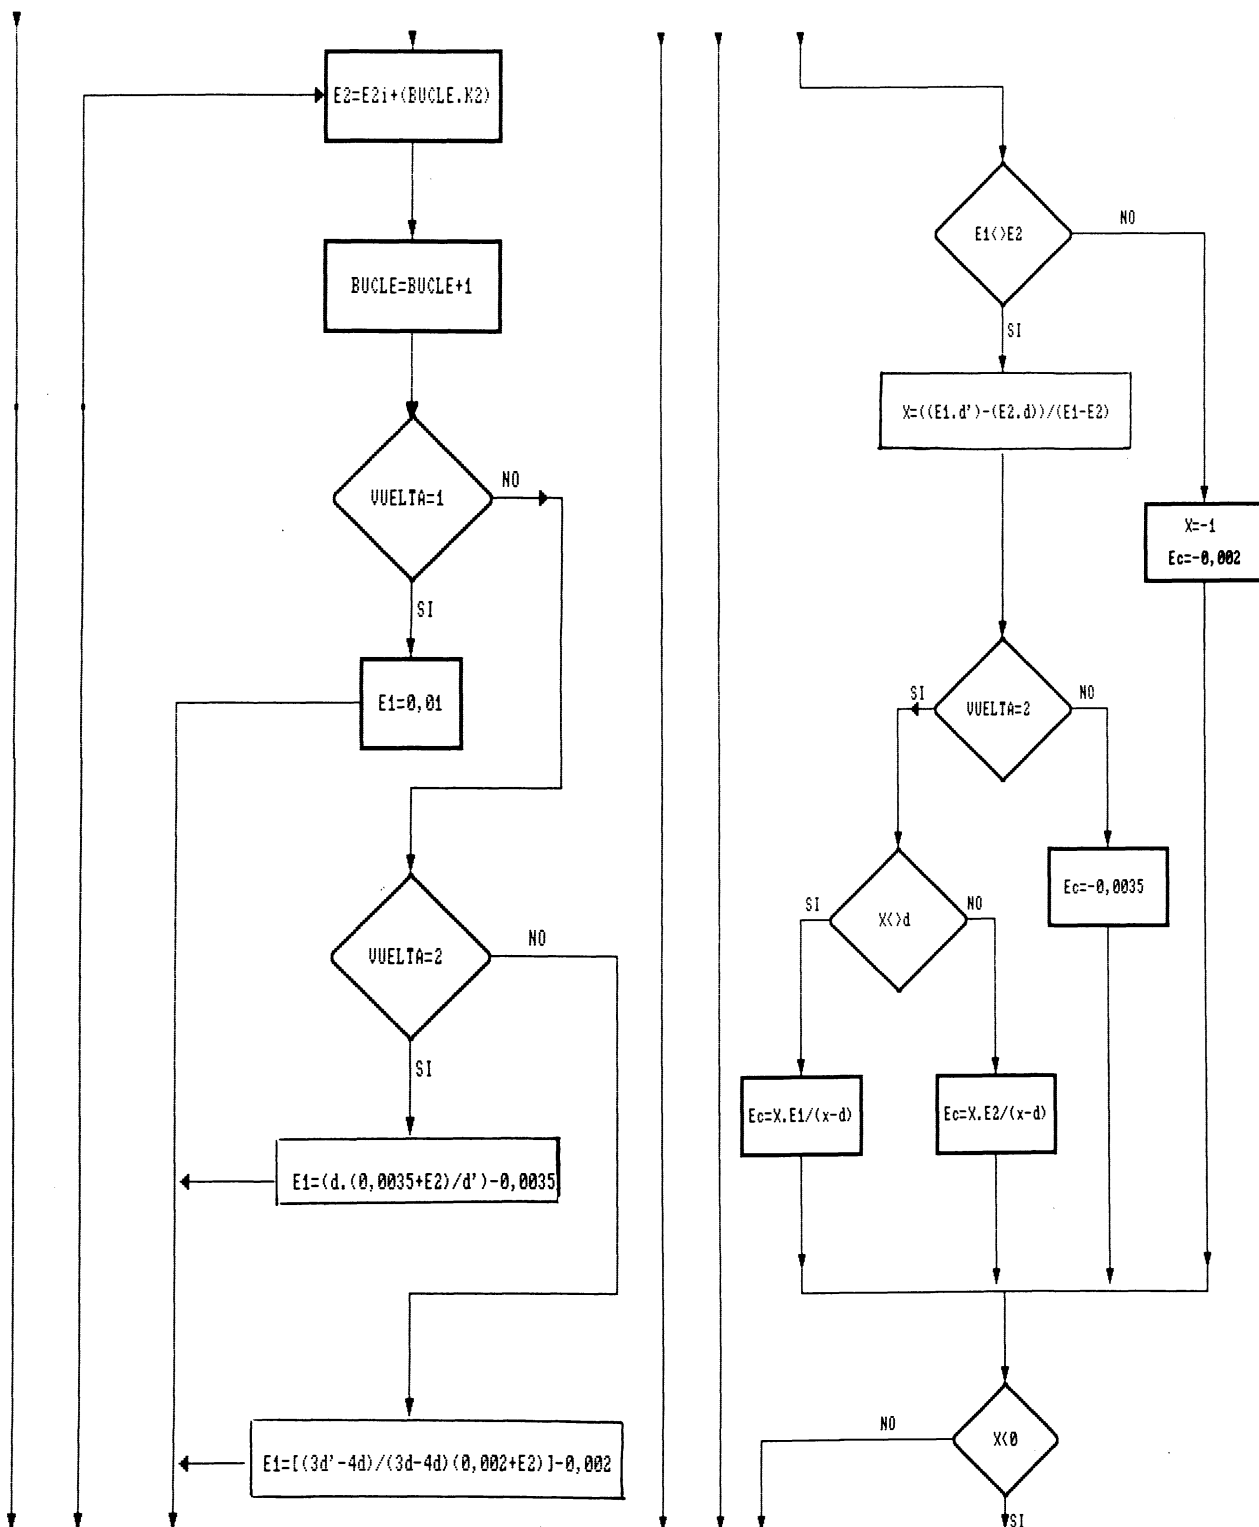 E2=E2i+(BUCLE.K2)
BUCLE=BUCLE+1
VUELTA=1
NO
SI
E1=0,01
VUELTA=2
NO
SI
E1=(d.(0,0035+E2)/d')-0,0035
E1=[(3d'-4d)/(3d-4d)(0,002+E2)]-0,002
E1<>E2
NO
SI
X=((E1.d')-(E2.d))/(E1-E2)
X=-1
Ec=-0,002
SI
VUELTA=2
NO
Ec=-0,0035
SI
X<>d
NO
Ec=X.E1/(x-d)
Ec=X.E2/(x-d)
NO
X<0
SI